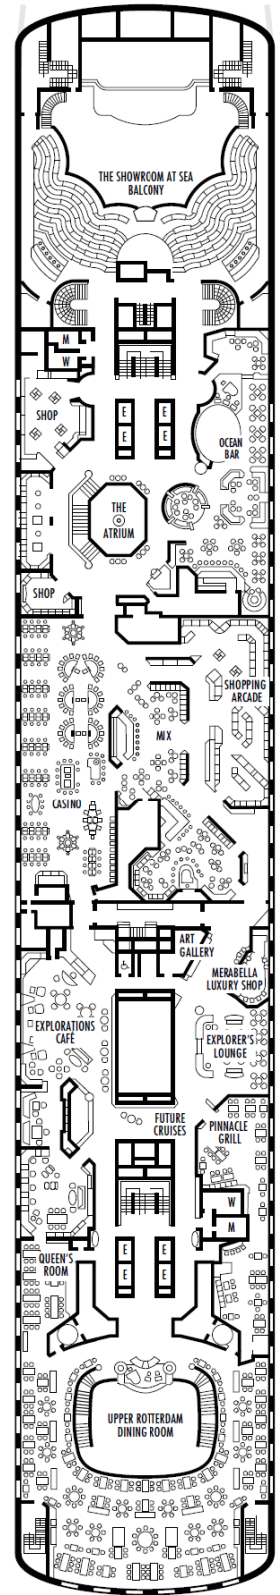 THE SHOWROOM AT SEA
BALCONY
M
W
SHOP
E
E
E
E
OCEAN
BAR
THE
ATRIUM
SHOP
SHOPPING
ARCADE
MIX
CASINO
ART
GALLERY
MERABELLA
LUXURY SHOP
EXPLORATIONS
CAFÉ
EXPLORER'S
LOUNGE
FUTURE
CRUISES
PINNACLE
GRILL
W
M
QUEEN'S
ROOM
E
E
E
E
UPPER ROTTERDAM
DINING ROOM